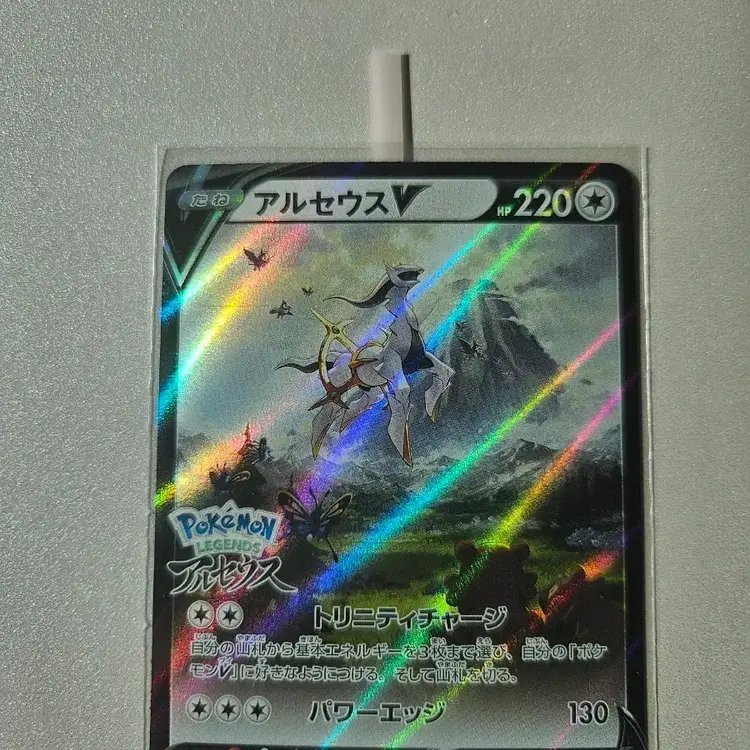 たね アルセウスV HP 220
POKéMON
LEGENDS
アルセウス
トリニティチャージ
自分の山札から基本エネルギーを3枚まで選び、自分の「ポケ
モンV」に好きなようにつける。そして山札を切る。
パワーエッジ 130